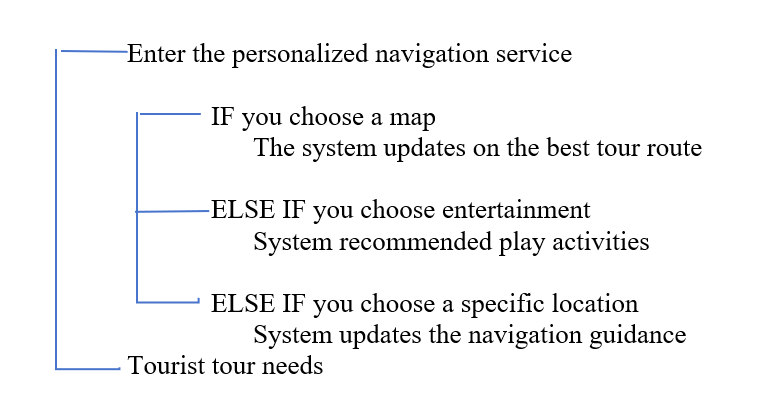 Enter the personalized navigation service
IF you choose a map
The system updates on the best tour route
ELSE IF you choose entertainment
System recommended play activities
ELSE IF you choose a specific location
System updates the navigation guidance
Tourist tour needs